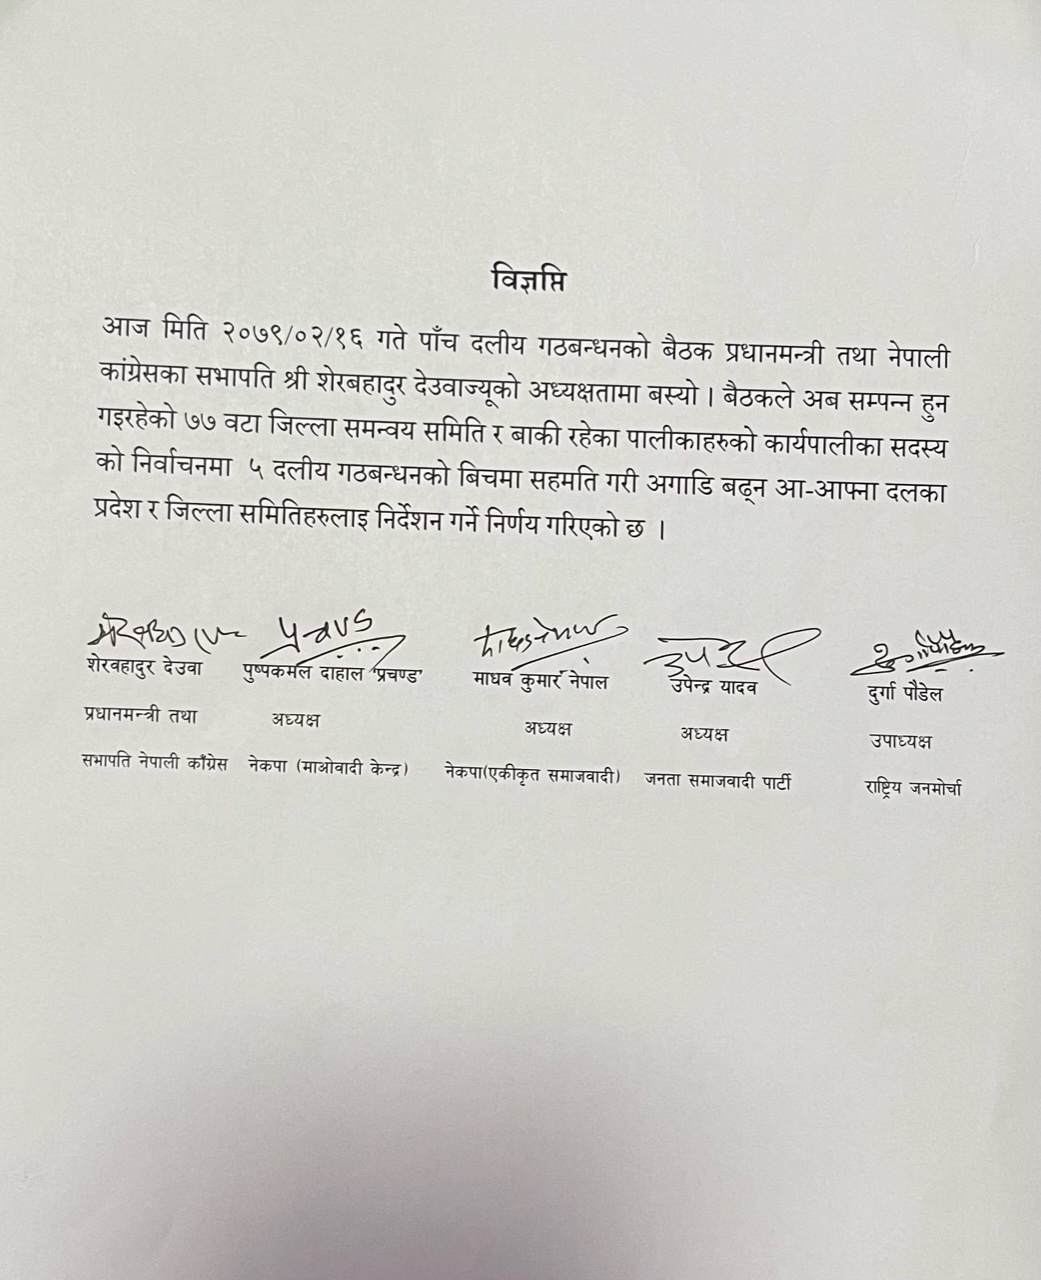 विज्ञप्ति
आज मिति २०७९/०२/१६ गते पाँच दलीय गठबन्धनको बैठक प्रधानमन्त्री तथा नेपाली
कांग्रेसका सभापति श्री शेरबहादुर देउवाज्यूको अध्यक्षतामा बस्यो । बैठकले अब सम्पन्न हुन
गइरहेको ७७ वटा जिल्ला समन्वय समिति र बाकी रहेका पालीकाहरुको कार्यपालीका सदस्य
को निर्वाचनमा ५ दलीय गठबन्धनको बिचमा सहमति गरी अगाडि बढ्न आ-आफ्ना दलका
प्रदेश र जिल्ला समितिहरुलाइ निर्देशन गर्ने निर्णय गरिएको छ ।
शेरवहादुर देउवा पुष्पकमल दाहाल "प्रचण्ड" माधव कुमार नेपाल उपेन्द्र यादव दुर्गा पौडेल
प्रधानमन्त्री तथा अध्यक्ष अध्यक्ष अध्यक्ष उपाध्यक्ष
सभापति नेपाली काँग्रेस नेकपा (माओवादी केन्द्र) नेकपा(एकीकृत समाजवादी) जनता समाजवादी पार्टी राष्ट्रिय जनमोर्चा